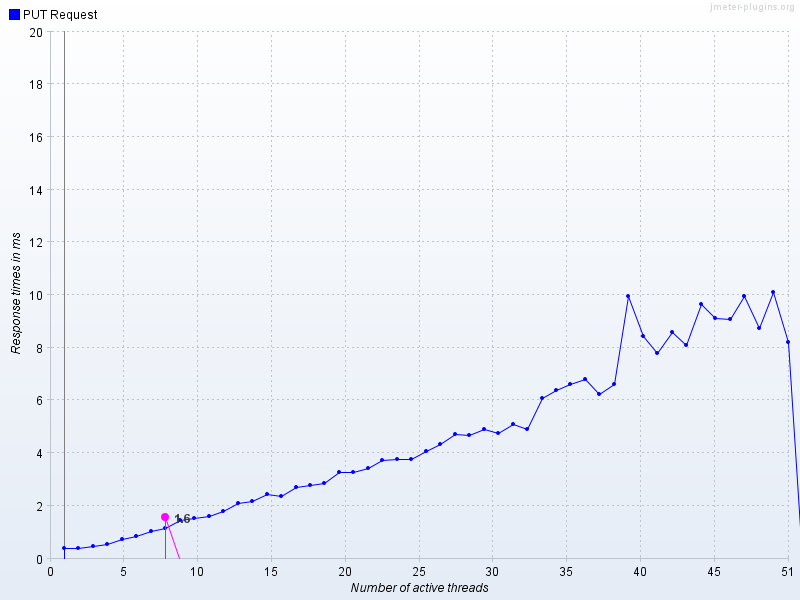 jmeter-plugins.org
PUT Request
20
18
16
14
12
10
8
6
4
2
0
Response times in ms
1.6
0 5 10 15 20 25 30 35 40 45 51
Number of active threads